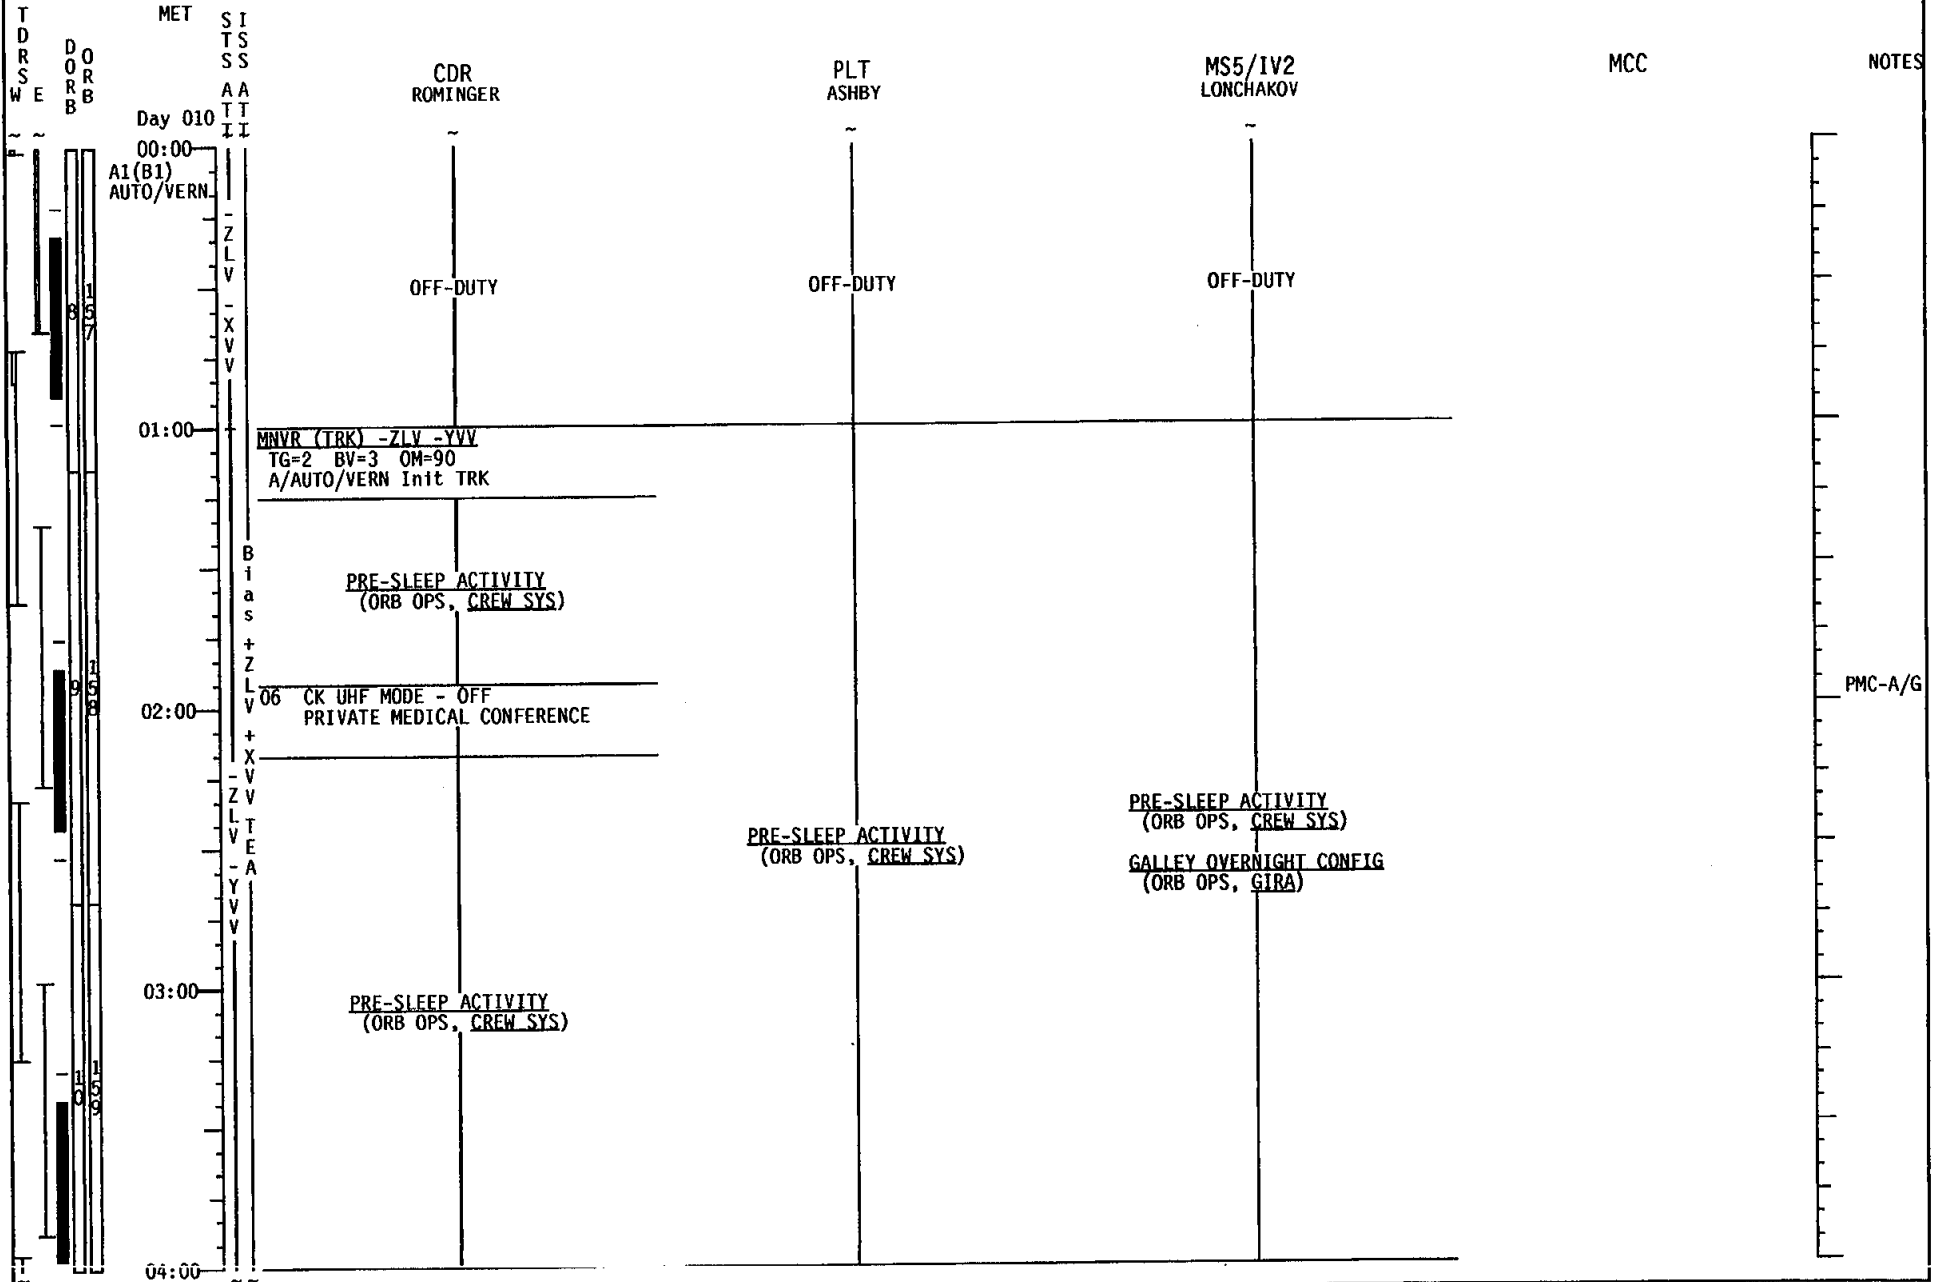 TDRS
W E
DORB
ORB
MET
STS ATT
ISS ATT
CDR
ROMINGER
PLT
ASHBY
MS5/IV2
LONCHAKOV
MCC
NOTES
Day 010
00:00
A1(B1)
AUTO/VERN
-ZLV -XVV
OFF-DUTY
OFF-DUTY
OFF-DUTY
8
157
01:00
MNVR (TRK) -ZLV -YVV
TG=2 BV=3 OM=90
A/AUTO/VERN Init TRK
Bias +ZLV +XVV TEA
PRE-SLEEP ACTIVITY
(ORB OPS, CREW SYS)
9
158
06 CK UHF MODE - OFF
PRIVATE MEDICAL CONFERENCE
PMC-A/G
02:00
-ZLV -YVV
PRE-SLEEP ACTIVITY
(ORB OPS, CREW SYS)
PRE-SLEEP ACTIVITY
(ORB OPS, CREW SYS)
GALLEY OVERNIGHT CONFIG
(ORB OPS, GIRA)
03:00
PRE-SLEEP ACTIVITY
(ORB OPS, CREW SYS)
10
159
04:00